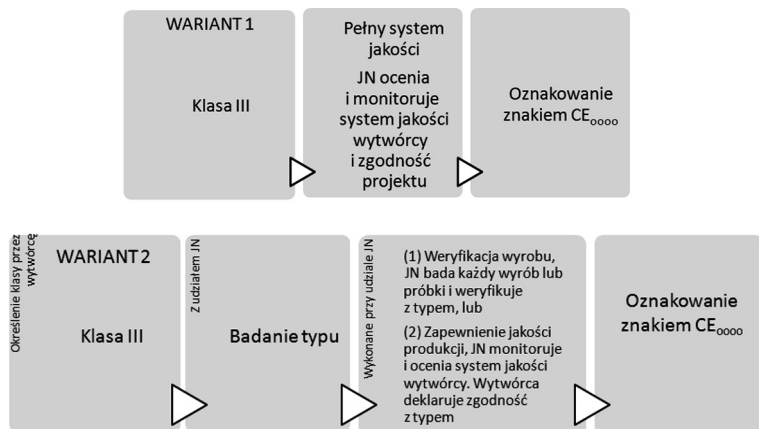 WARIANT 1
Klasa III
Pełny system
jakości
JN ocenia
i monitoruje
system jakości
wytwórcy
i zgodność
projektu
Oznakowanie
znakiem CEoooo
Określenie klasy przez
wytwórcę
WARIANT 2
Klasa III
Z udziałem JN
Badanie typu
Wykonane przy udziale JN
(1) Weryfikacja wyrobu,
JN bada każdy wyrób lub
próbki i weryfikuje
z typem, lub
(2) Zapewnienie jakości
produkcji, JN monitoruje
i ocenia system jakości
wytwórcy. Wytwórca
deklaruje zgodność
z typem
Oznakowanie
znakiem CEoooo